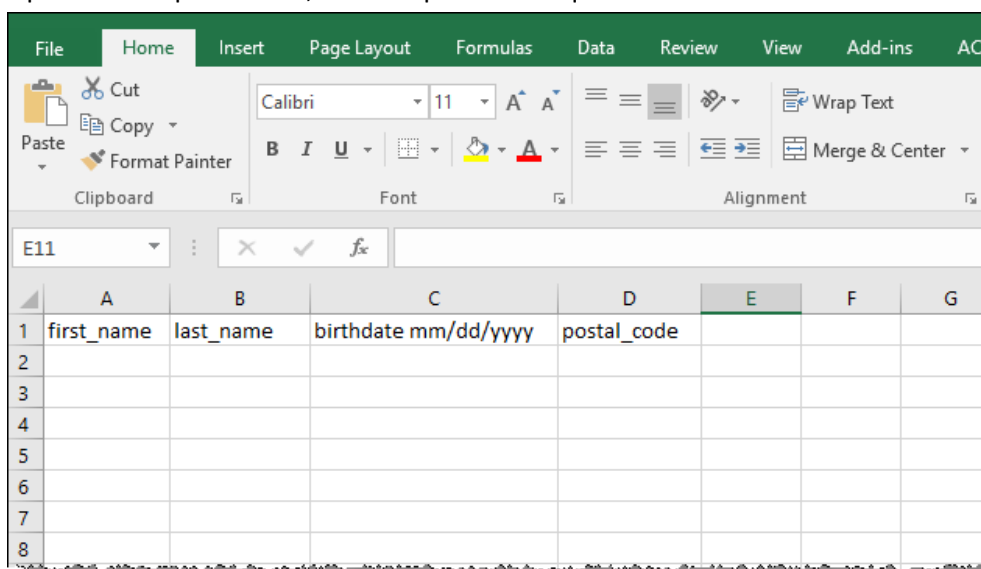 File Home Insert Page Layout Formulas Data Review View Add-ins AC
Cut
Calibri 11 A A Wrap Text
Copy
Paste
Format Painter B I U A Merge & Center
Clipboard Font Alignment
E11 fx
A B C D E F G
1 first_name last_name birthdate mm/dd/yyyy postal_code
2
3
4
5
6
7
8